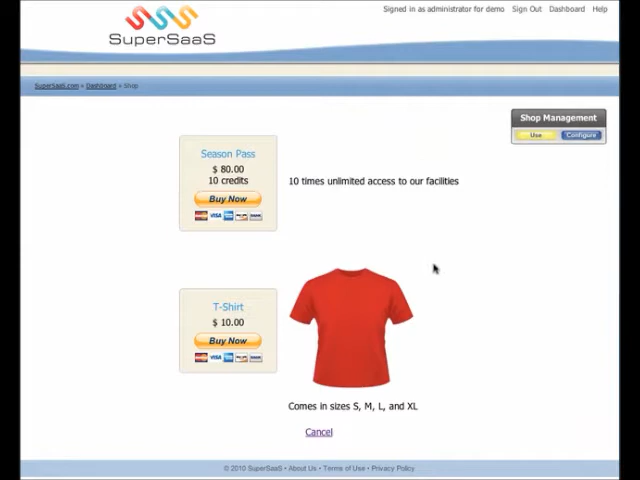 SuperSaaS
Signed in as administrator for demo Sign Out Dashboard Help
SuperSaaS.com » Dashboard » Shop
Shop Management
Use Configure
Season Pass
$ 80.00
10 credits
Buy Now
VISA
10 times unlimited access to our facilities
T-Shirt
$ 10.00
Buy Now
VISA
Comes in sizes S, M, L, and XL
Cancel
© 2010 SuperSaaS • About Us • Terms of Use • Privacy Policy